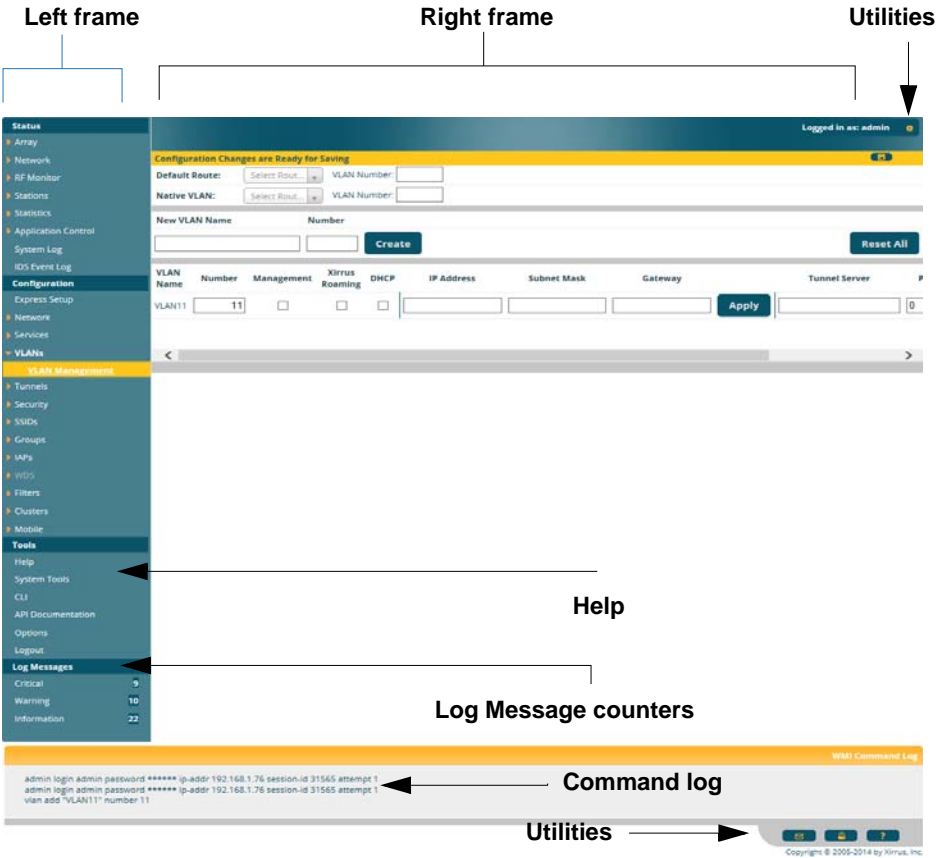 Left frame
Right frame
Utilities
Status
Array
Network
RF Monitor
Stations
Statistics
Application Control
System Log
IDS Event Log
Configuration
Express Setup
Network
Services
VLANs
VLAN Management
Tunnels
Security
SSIDs
Groups
IAPs
WDS
Filters
Clusters
Mobile
Tools
Help
System Tools
CLI
API Documentation
Options
Logout
Log Messages
Critical 9
Warning 10
Information 22
Logged in as: admin
Configuration Changes are Ready for Saving
Default Route: Select Rout... VLAN Number:
Native VLAN: Select Rout... VLAN Number:
New VLAN Name Number
Create Reset All
VLAN Name Number Management Xirrus Roaming DHCP IP Address Subnet Mask Gateway Tunnel Server P
VLAN11 11 Apply 0
Help
Log Message counters
WMI Command Log
admin login admin password ****** ip-addr 192.168.1.76 session-id 31565 attempt 1
admin login admin password ****** ip-addr 192.168.1.76 session-id 31565 attempt 1
vlan add "VLAN11" number 11
Command log
Utilities
?
Copyright © 2005-2014 by Xirrus, Inc.